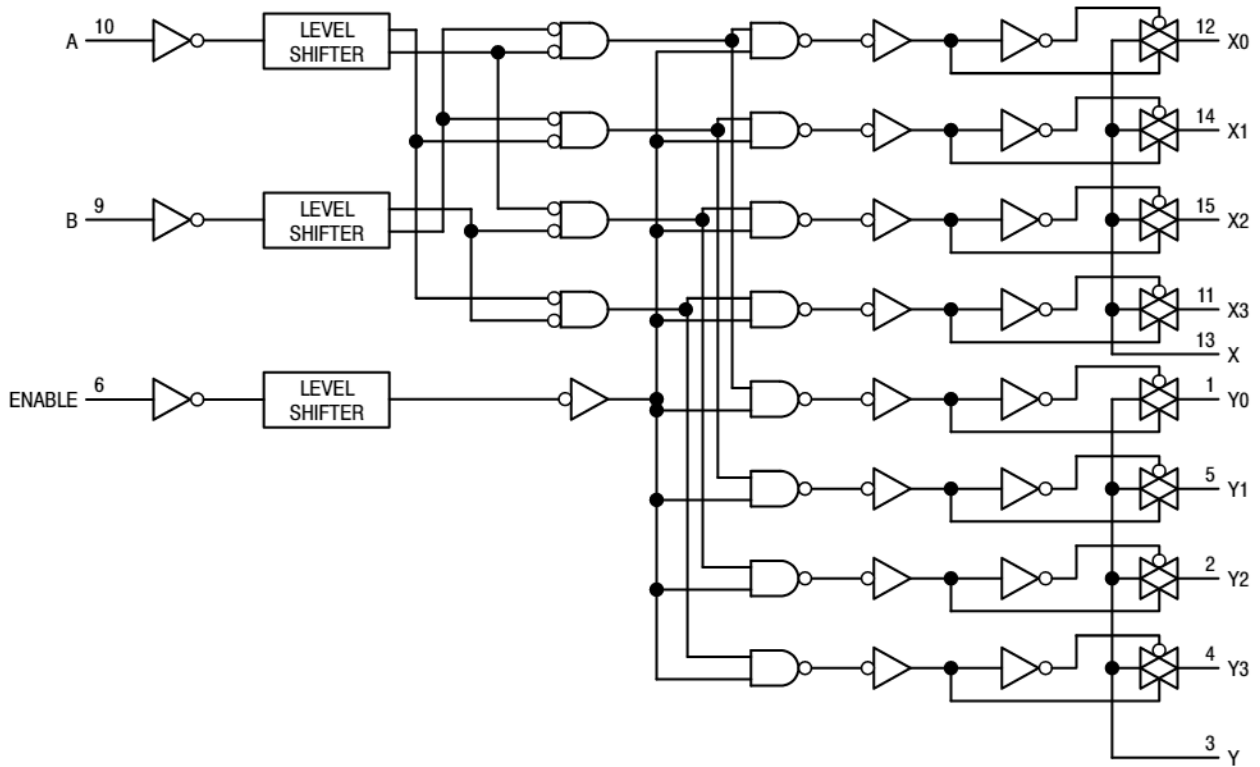 10
A
LEVEL
SHIFTER
12
X0
14
X1
9
B
LEVEL
SHIFTER
15
X2
11
X3
13
X
6
ENABLE
LEVEL
SHIFTER
1
Y0
5
Y1
2
Y2
4
Y3
3
Y